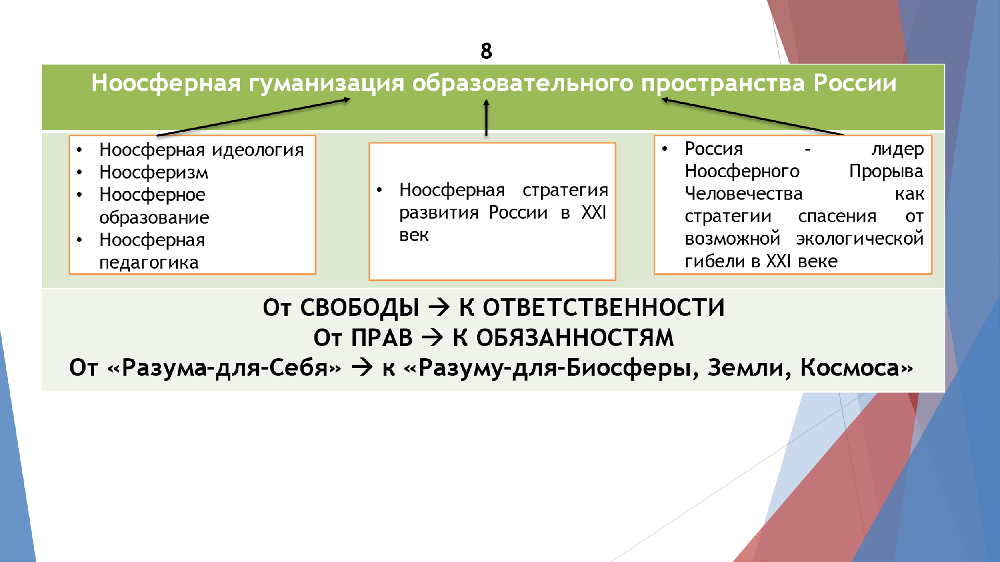 8
Ноосферная гуманизация образовательного пространства России
• Ноосферная идеология
• Ноосферизм
• Ноосферное
образование
• Ноосферная
педагогика
• Ноосферная стратегия
развития России в XXI
век
• Россия - лидер
Ноосферного Прорыва
Человечества как
стратегии спасения от
возможной экологической
гибели в XXI веке
От СВОБОДЫ → К ОТВЕТСТВЕННОСТИ
От ПРАВ → К ОБЯЗАННОСТЯМ
От «Разума-для-Себя» → к «Разуму-для-Биосферы, Земли, Космоса»